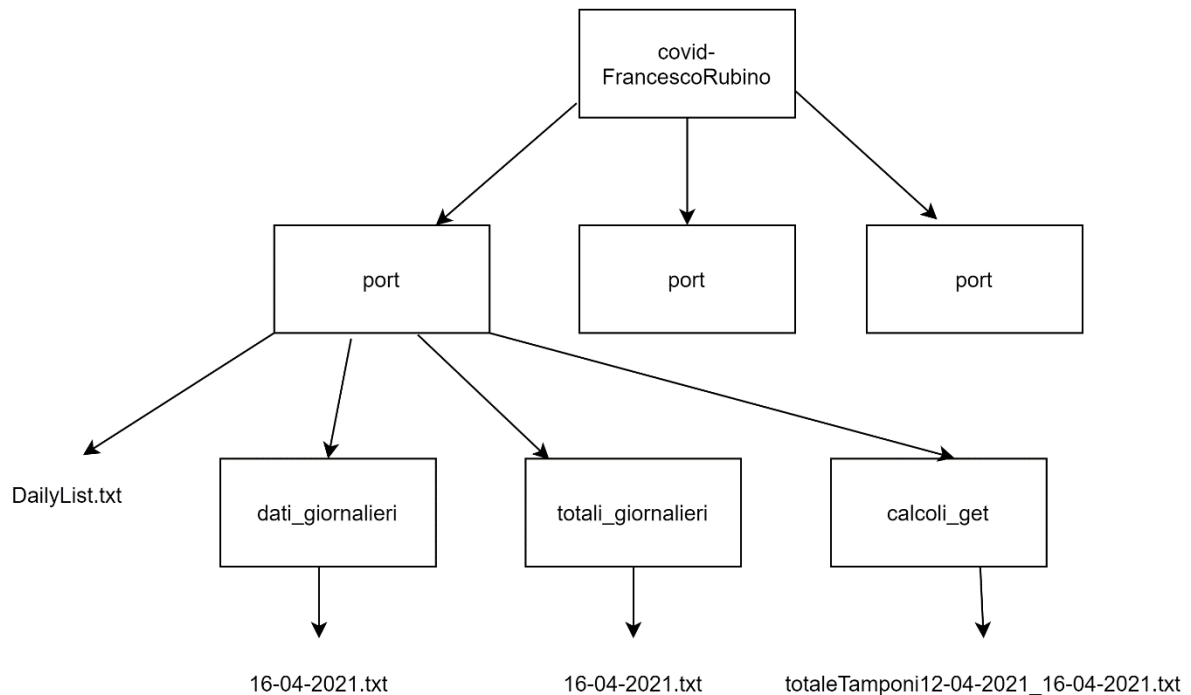 covid-
FrancescoRubino
port
port
port
DailyList.txt
dati_giornalieri
totali_giornalieri
calcoli_get
16-04-2021.txt
16-04-2021.txt
totaleTamponi12-04-2021_16-04-2021.txt